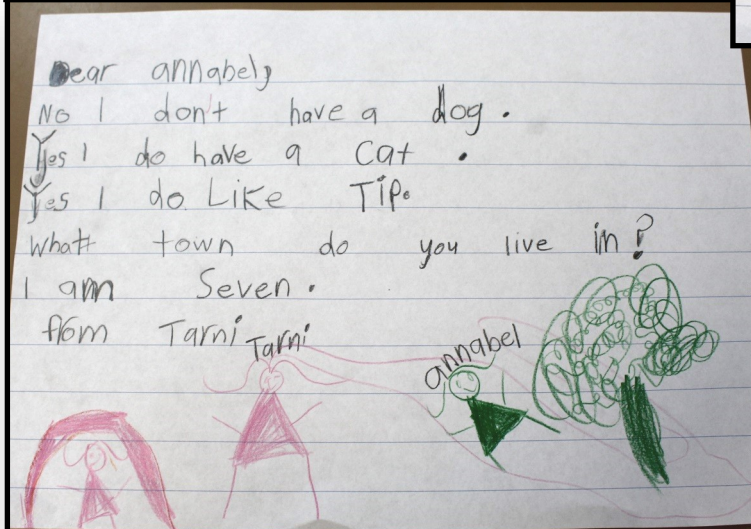 Dear annabel,
No I don't have a dog.
Yes I do have a cat.
Yes I do Like Tip.
What town do you live in?
I am Seven.
from Tarni
Tarni
annabel